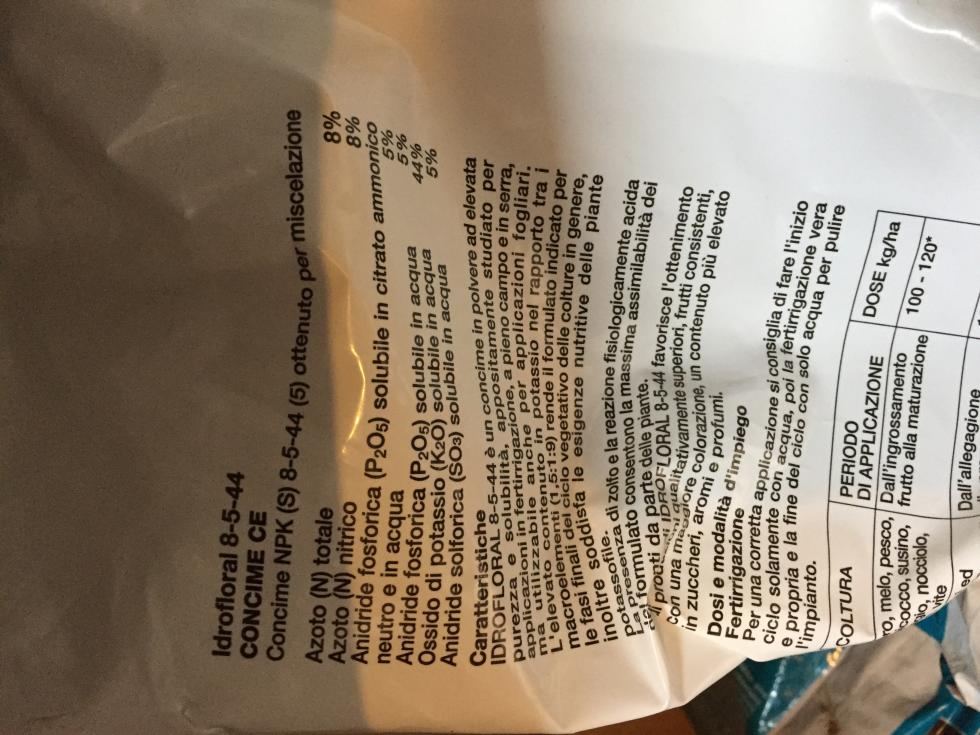 Idrofloral 8-5-44
CONCIME CE
Concime NPK (S) 8-5-44 (5) ottenuto per miscelazione
Azoto (N) totale 8%
Azoto (N) nitrico 8%
Anidride fosforica (P₂O₅) solubile in citrato ammonico
neutro e in acqua 5%
Anidride fosforica (P₂O₅) solubile in acqua 5%
Ossido di potassio (K₂O) solubile in acqua 44%
Anidride solforica (SO₃) solubile in acqua 5%
Caratteristiche
IDROFLORAL 8-5-44 è un concime in polvere ad elevata
purezza e solubilità, appositamente studiato per
applicazioni in fertirrigazione, a pieno campo e in serra,
ma utilizzabile anche per applicazioni fogliari.
L'elevato contenuto in potassio nel rapporto tra i
macroelementi (1,5:1:9) rende il formulato indicato per
le fasi finali del ciclo vegetativo delle colture in genere,
inoltre soddisfa le esigenze nutritive delle piante
potassofile.
La presenza di zolfo e la reazione fisiologicamente acida
del formulato consentono la massima assimilabilità dei
da parte delle piante.
di IDROFLORAL 8-5-44 favorisce l'ottenimento
qualitativamente superiori, frutti consistenti,
con una maggiore colorazione, un contenuto più elevato
in zuccheri, aromi e profumi.
Dosi e modalità d'impiego
Fertirrigazione
Per una corretta applicazione si consiglia di fare l'inizio
ciclo solamente con acqua, poi la fertirrigazione vera
e propria e la fine del ciclo con solo acqua per pulire
l'impianto.
COLTURA PERIODO DI APPLICAZIONE DOSE kg/ha
melo, pesco, Dall'ingrossamento 100 - 120*
susino, frutto alla maturazione
nocciolo,
vite
Dall'allegagione
ed